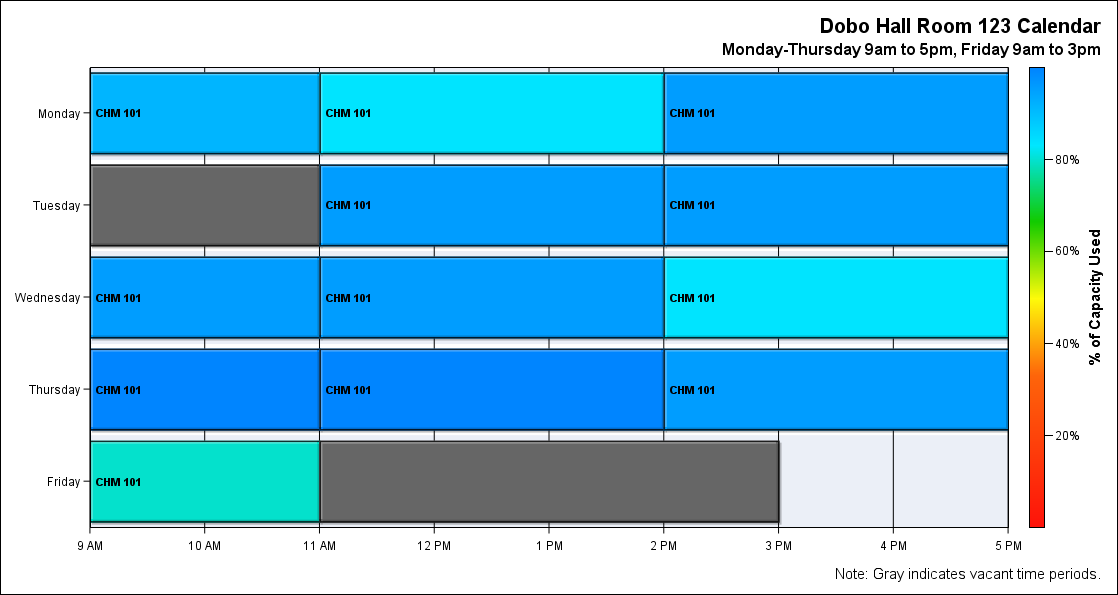 Dobo Hall Room 123 Calendar
Monday-Thursday 9am to 5pm, Friday 9am to 3pm
Monday
CHM 101
CHM 101
CHM 101
Tuesday
CHM 101
CHM 101
Wednesday
CHM 101
CHM 101
CHM 101
Thursday
CHM 101
CHM 101
CHM 101
Friday
CHM 101
9 AM
10 AM
11 AM
12 PM
1 PM
2 PM
3 PM
4 PM
5 PM
80%
60%
40%
20%
% of Capacity Used
Note: Gray indicates vacant time periods.